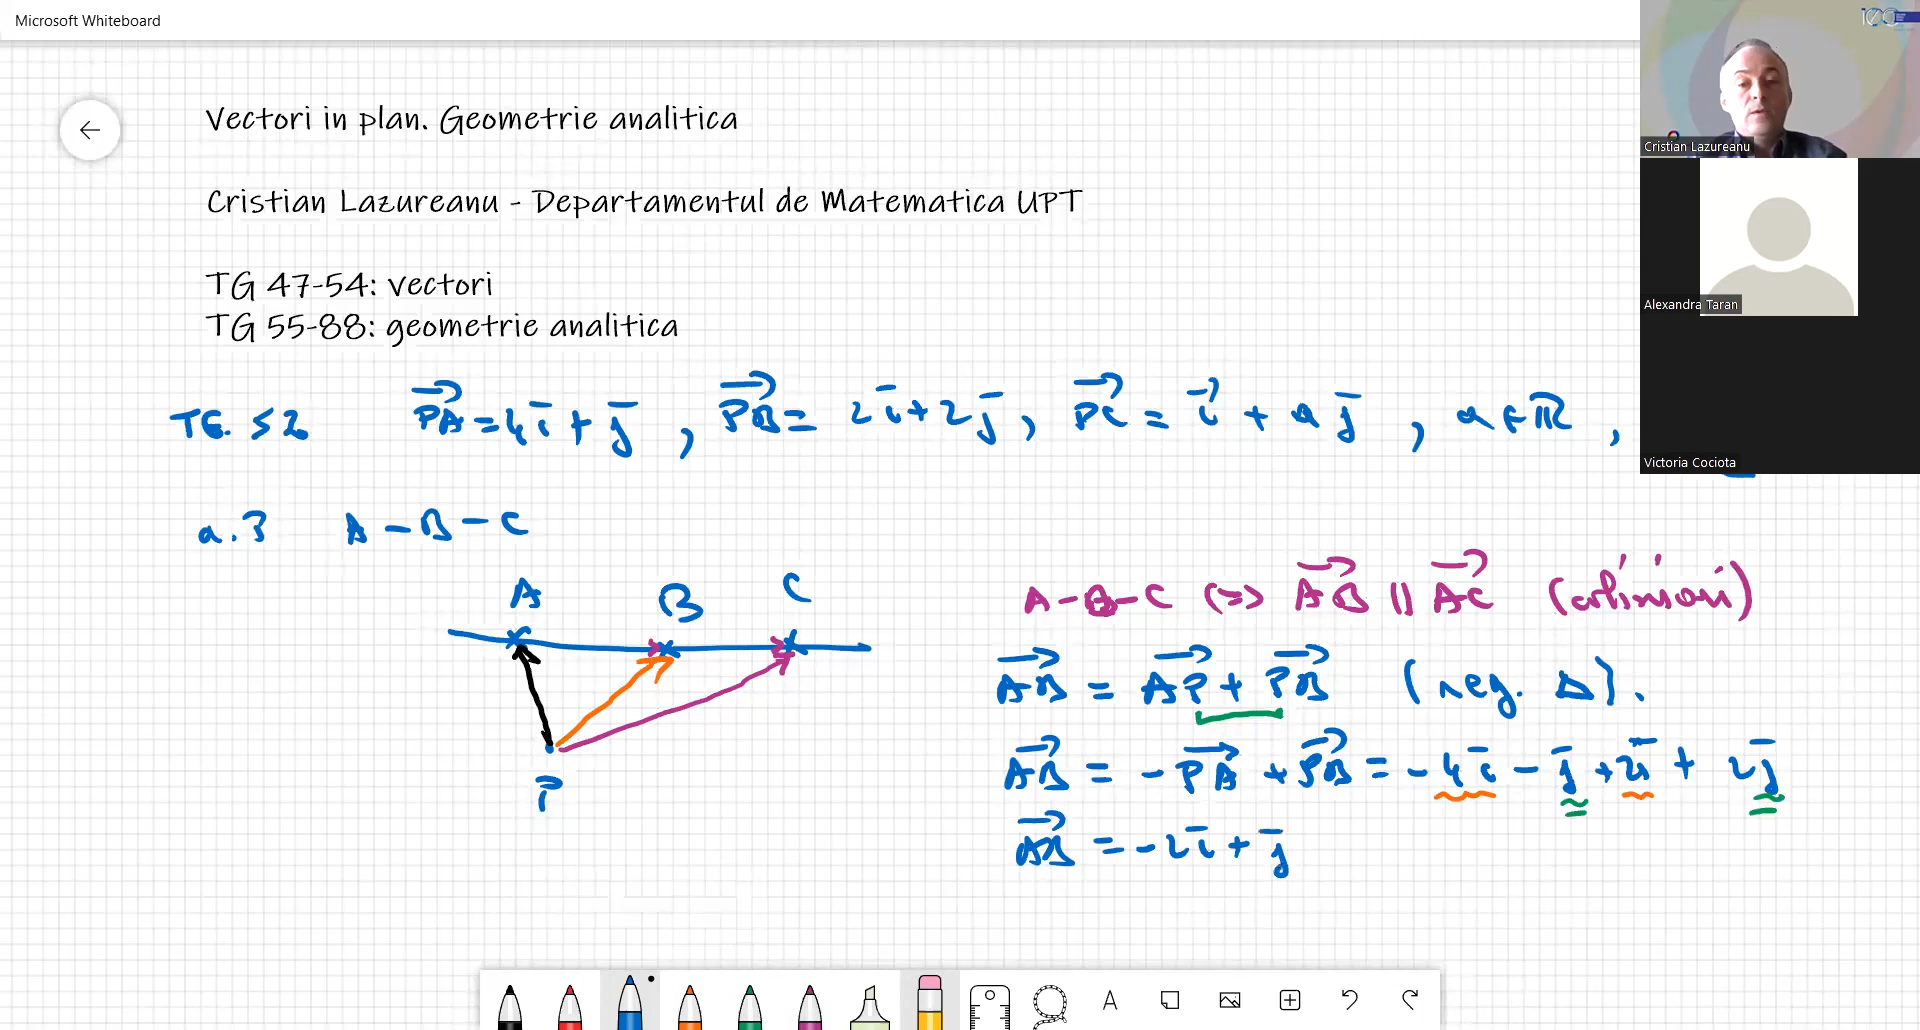 Microsoft Whiteboard
Vectori in plan. Geometrie analitica
Cristian Lazureanu - Departamentul de Matematica UPT
TG 47-54: vectori
TG 55-88: geometrie analitica
TG. 52 PA→ = 4i̅ + j̅ , PB→ = 2i̅ + 2j̅ , PC→ = i→ + a j̅ , a ∈ ℝ ,
a. ? A - B - C
A B C
P
A - B - C <=> AB→ || AC→ (coliniari)
AB→ = AP→ + PB→ (reg. Δ).
AB→ = - PA→ + PB→ = - 4i̅ - j̅ + 2i̅ + 2j̅
AB→ = - 2i̅ + j̅
Cristian Lazureanu
Alexandra Taran
Victoria Cociota